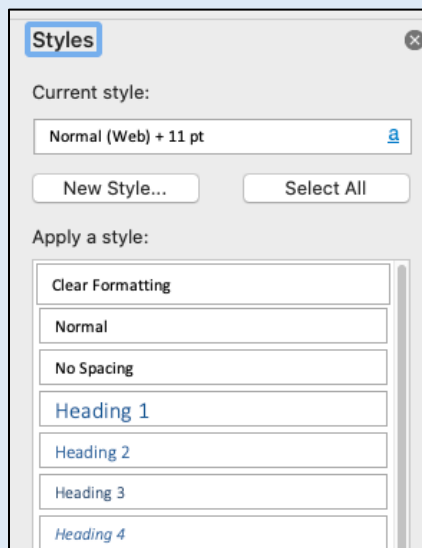 Styles
Current style:
Normal (Web) + 11 pt a
New Style... Select All
Apply a style:
Clear Formatting
Normal
No Spacing
Heading 1
Heading 2
Heading 3
Heading 4